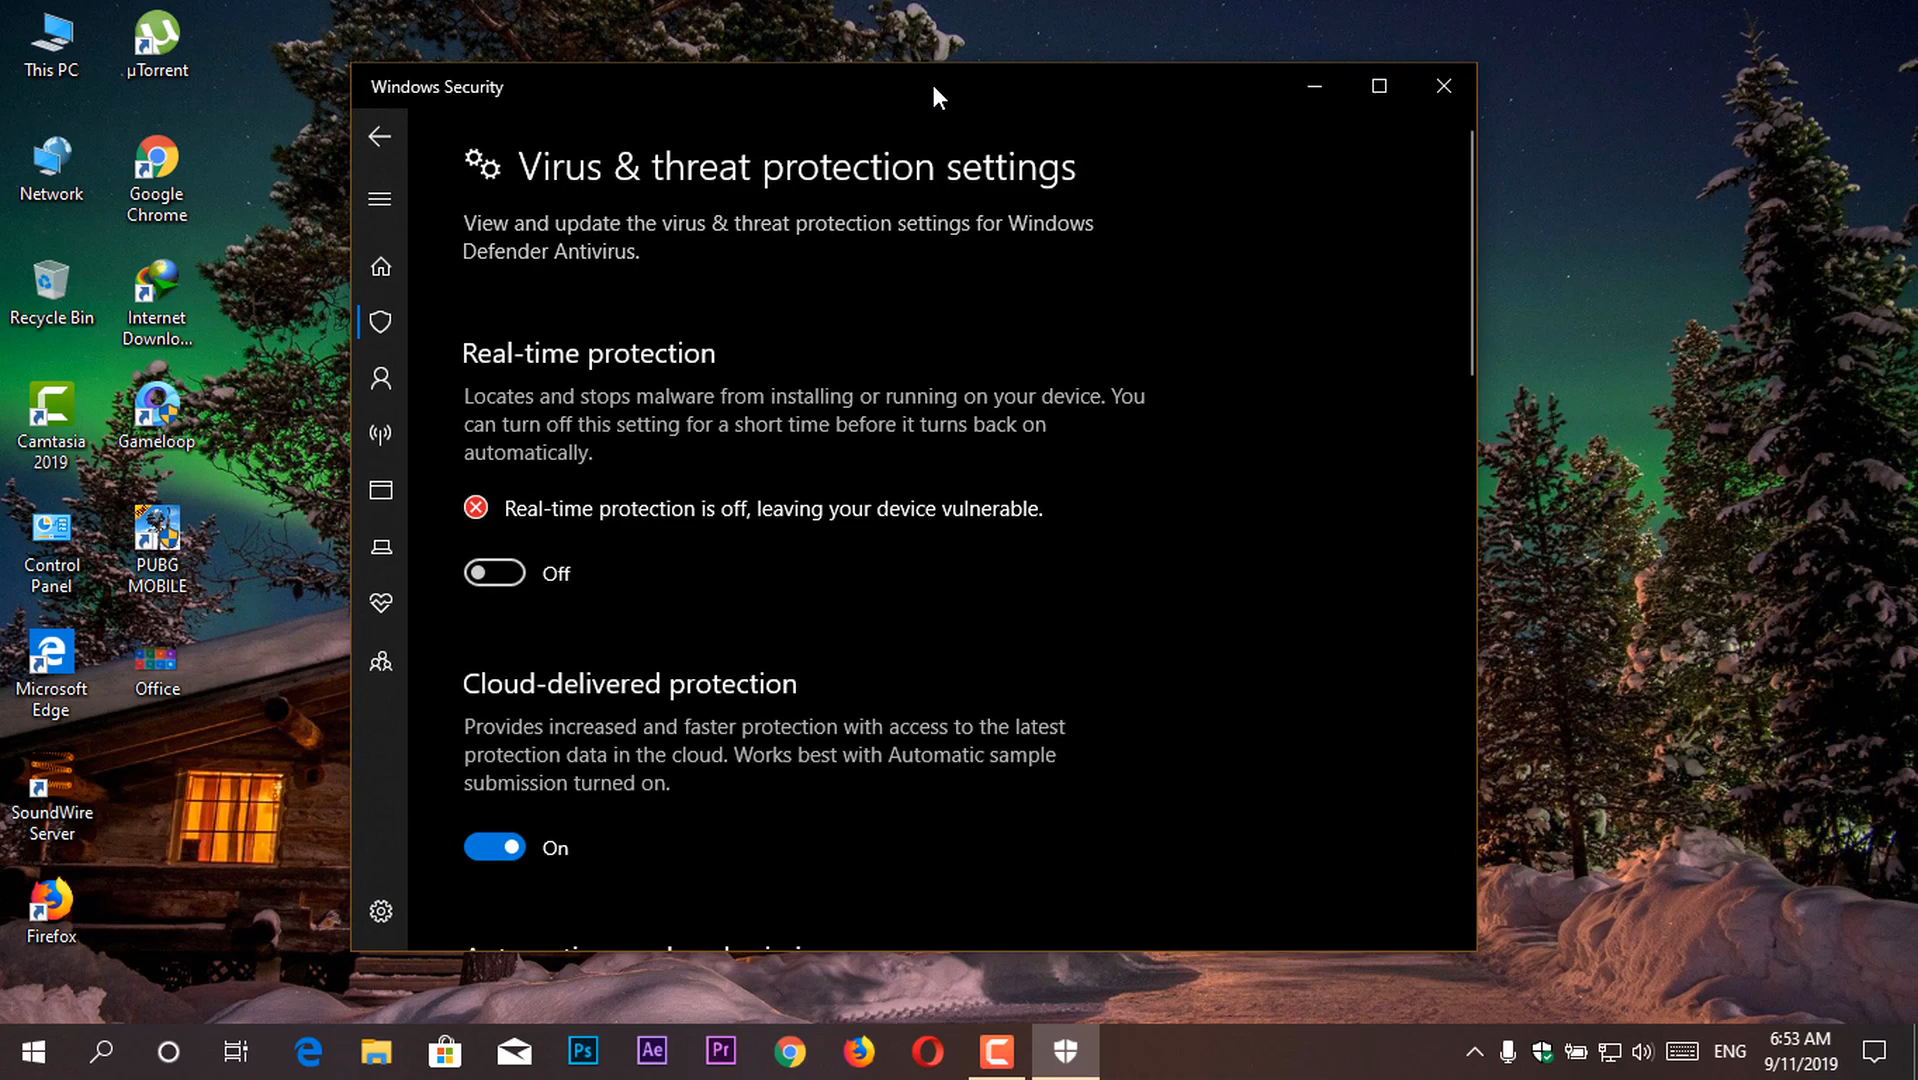 This PC
µTorrent
Network
Google
Chrome
Recycle Bin
Internet
Downlo...
Camtasia
2019
Gameloop
Control
Panel
PUBG
MOBILE
Microsoft
Edge
Office
SoundWire
Server
Firefox
Windows Security
Virus & threat protection settings
View and update the virus & threat protection settings for Windows
Defender Antivirus.
Real-time protection
Locates and stops malware from installing or running on your device. You
can turn off this setting for a short time before it turns back on
automatically.
Real-time protection is off, leaving your device vulnerable.
Off
Cloud-delivered protection
Provides increased and faster protection with access to the latest
protection data in the cloud. Works best with Automatic sample
submission turned on.
On
Ps
Ae
Pr
ENG
6:53 AM
9/11/2019